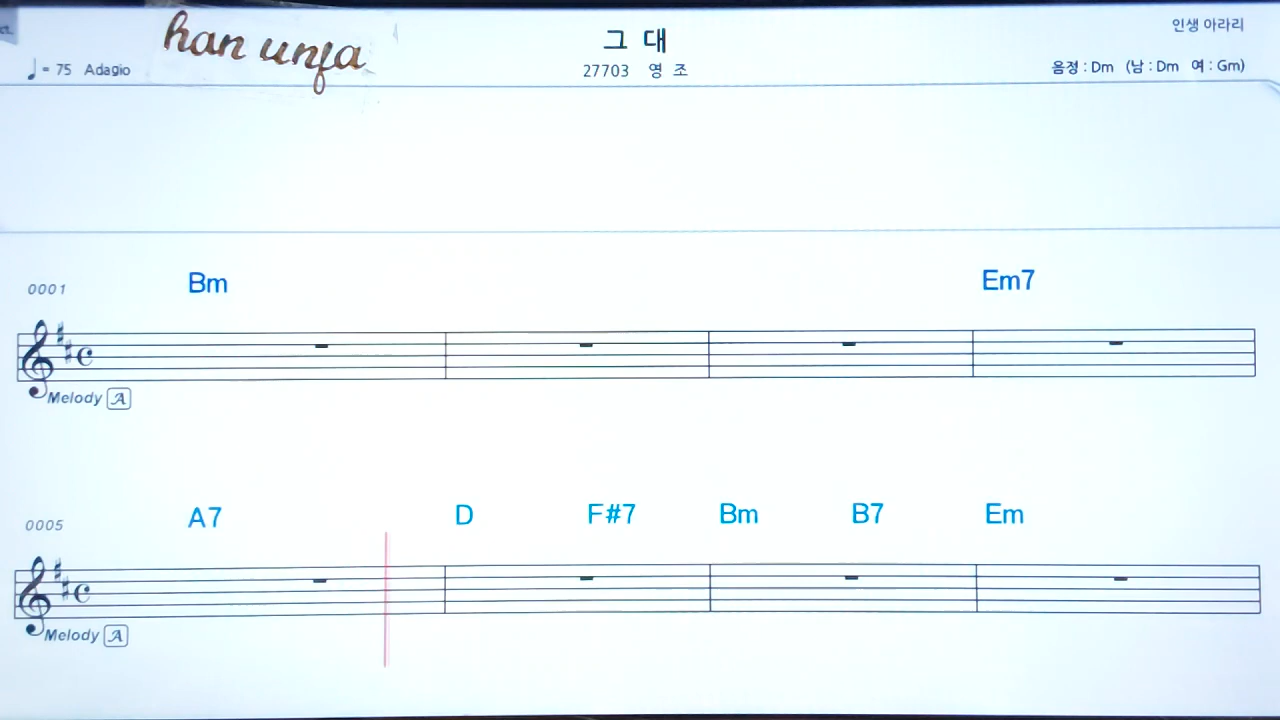 han unfa
그 대
인생 아라리
♩ = 75 Adagio
27703 영 조
음정 : Dm (남 : Dm 여 : Gm)
0001 Bm Em7
Melody A
0005 A7 D F#7 Bm B7 Em
Melody A